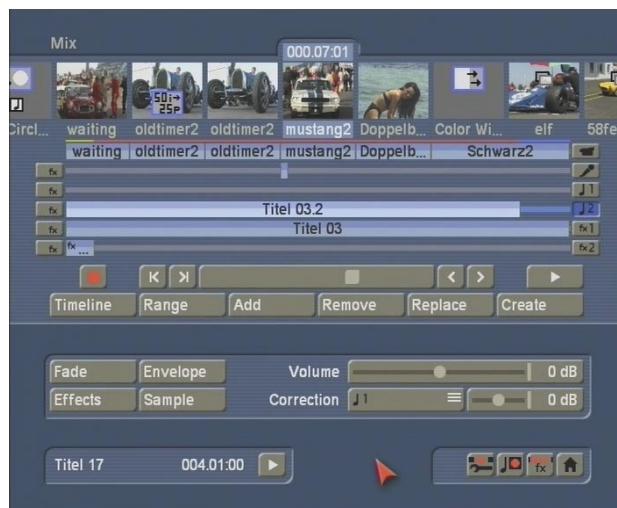 Mix
000.07:01
50i→
25p
Circl... waiting oldtimer2 oldtimer2 mustang2 Doppelb... Color Wi... elf 58fe
waiting oldtimer2 oldtimer2 mustang2 Doppelb... Schwarz2
fx
fx 1
fx Titel 03.2 2
fx Titel 03 fx1
fx fx ... fx2
Timeline Range Add Remove Replace Create
Fade Envelope Volume 0 dB
Effects Sample Correction 1 0 dB
Titel 17 004.01:00 fx